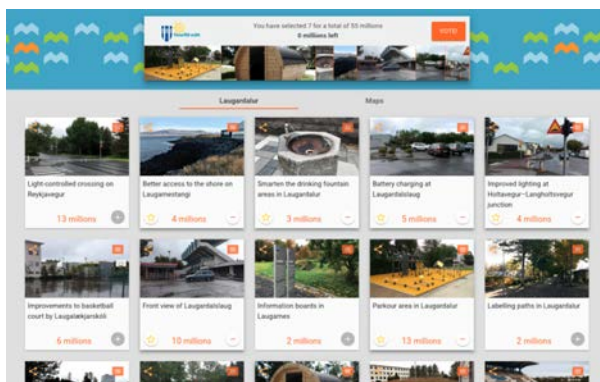 You have selected 7 for a total of 55 millions
0 millions left
VOTE!
Laugardalur
Maps
Light-controlled crossing on
Reykjavegur
13 millions
Better access to the shore on
Laugarnestangi
4 millions
Smarten the drinking fountain
areas in Laugardalur
3 millions
Battery charging at
Laugardalslaug
5 millions
Improved lighting at
Holtavegur–Langholtsvegur
junction
4 millions
Improvements to basketball
court by Laugalækjarskóli
6 millions
Front view of Laugardalslaug
10 millions
Information boards in
Laugarnes
2 millions
Parkour area in Laugardalur
13 millions
Labelling paths in Laugardalur
2 millions